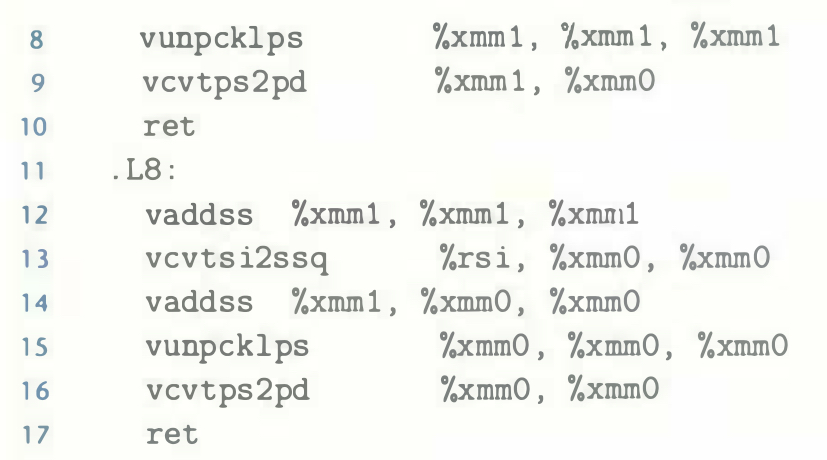 8 vunpcklps %xmm1, %xmm1, %xmm1
9 vcvtps2pd %xmm1, %xmm0
10 ret
11 .L8:
12 vaddss %xmm1, %xmm1, %xmm1
13 vcvtsi2ssq %rsi, %xmm0, %xmm0
14 vaddss %xmm1, %xmm0, %xmm0
15 vunpcklps %xmm0, %xmm0, %xmm0
16 vcvtps2pd %xmm0, %xmm0
17 ret